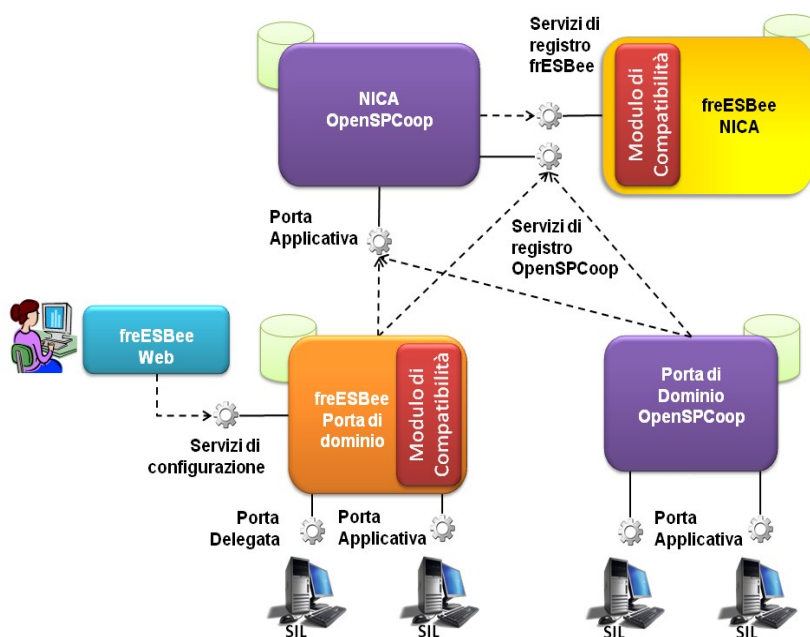 Servizi di
registro
frESBee
NICA
OpenSPCoop
Modulo di
Compatibilità
freESBee
NICA
Porta
Applicativa
Servizi di
registro
OpenSPCoop
freESBee
Web
Servizi di
configurazione
freESBee
Porta di
dominio
Modulo di
Compatibilità
Porta di
Dominio
OpenSPCoop
Porta
Delegata
Porta
Applicativa
Porta
Applicativa
SIL
SIL
SIL
SIL